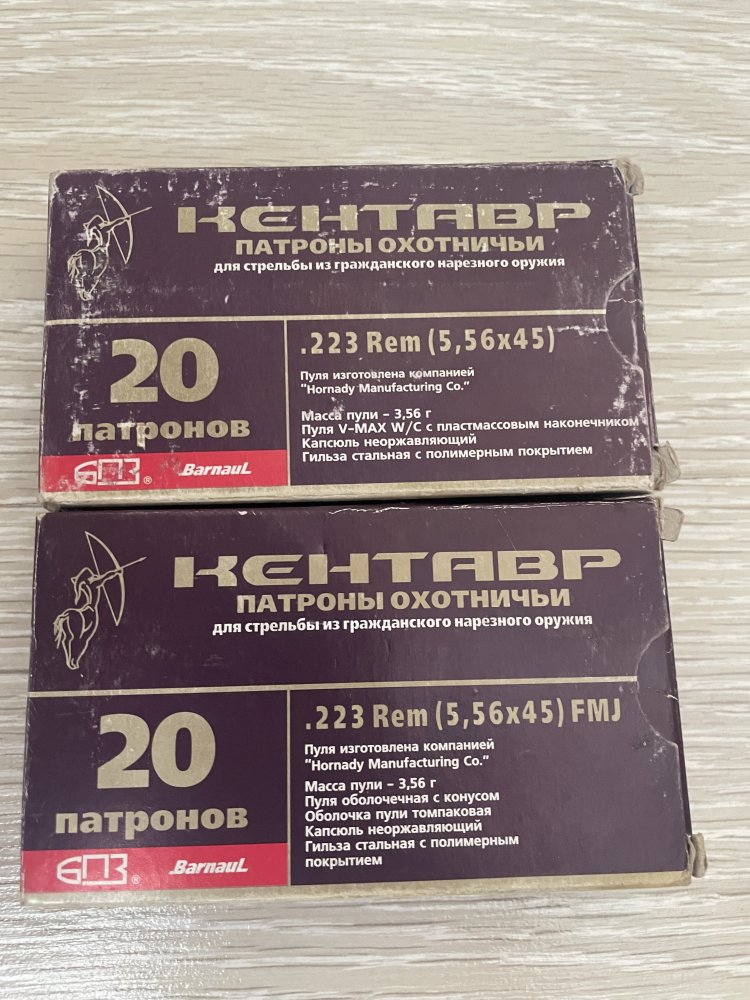 КЕНТАВР
ПАТРОНЫ ОХОТНИЧЬИ
для стрельбы из гражданского нарезного оружия
20
патронов
БПЗ® Barnaul
.223 Rem (5,56x45)
Пуля изготовлена компанией
"Hornady Manufacturing Co."
Масса пули – 3,56 г
Пуля V-MAX W/C с пластмассовым наконечником
Капсюль неоржавляющий
Гильза стальная с полимерным покрытием
КЕНТАВР
ПАТРОНЫ ОХОТНИЧЬИ
для стрельбы из гражданского нарезного оружия
20
патронов
БПЗ® Barnaul
.223 Rem (5,56x45) FMJ
Пуля изготовлена компанией
"Hornady Manufacturing Co."
Масса пули – 3,56 г
Пуля оболочечная с конусом
Оболочка пули томпаковая
Капсюль неоржавляющий
Гильза стальная с полимерным
покрытием